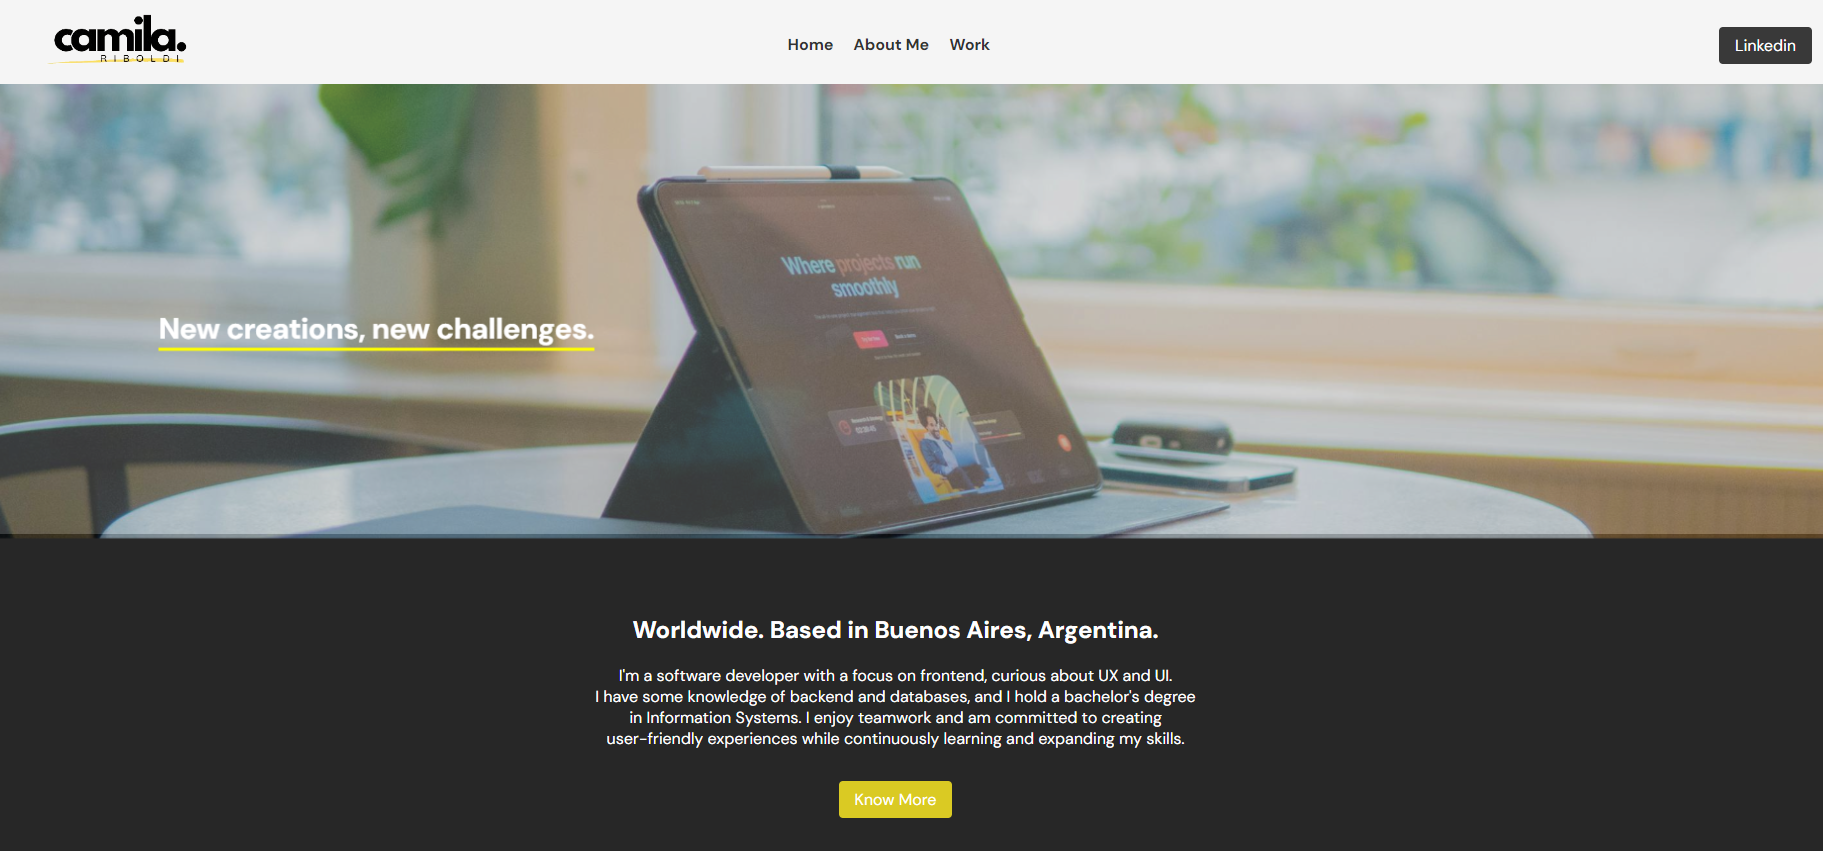 camila.
RIBOLDI
Home About Me Work
Linkedin
Where projects run
smoothly
New creations, new challenges.
Worldwide. Based in Buenos Aires, Argentina.
I'm a software developer with a focus on frontend, curious about UX and UI.
I have some knowledge of backend and databases, and I hold a bachelor's degree
in Information Systems. I enjoy teamwork and am committed to creating
user-friendly experiences while continuously learning and expanding my skills.
Know More